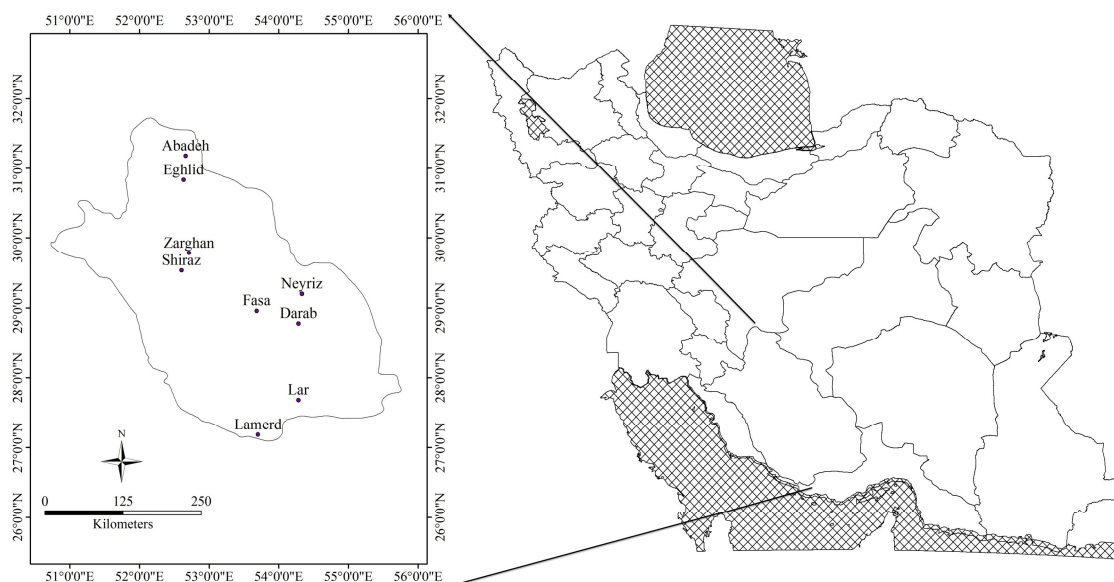 51°0'0"E 52°0'0"E 53°0'0"E 54°0'0"E 55°0'0"E 56°0'0"E
32°0'0"N
31°0'0"N
30°0'0"N
29°0'0"N
28°0'0"N
27°0'0"N
26°0'0"N
32°0'0"N
31°0'0"N
30°0'0"N
29°0'0"N
28°0'0"N
27°0'0"N
26°0'0"N
Abadeh
Eghlid
Zarghan
Shiraz
Neyriz
Fasa
Darab
Lar
Lamerd
N
0 125 250
Kilometers
51°0'0"E 52°0'0"E 53°0'0"E 54°0'0"E 55°0'0"E 56°0'0"E